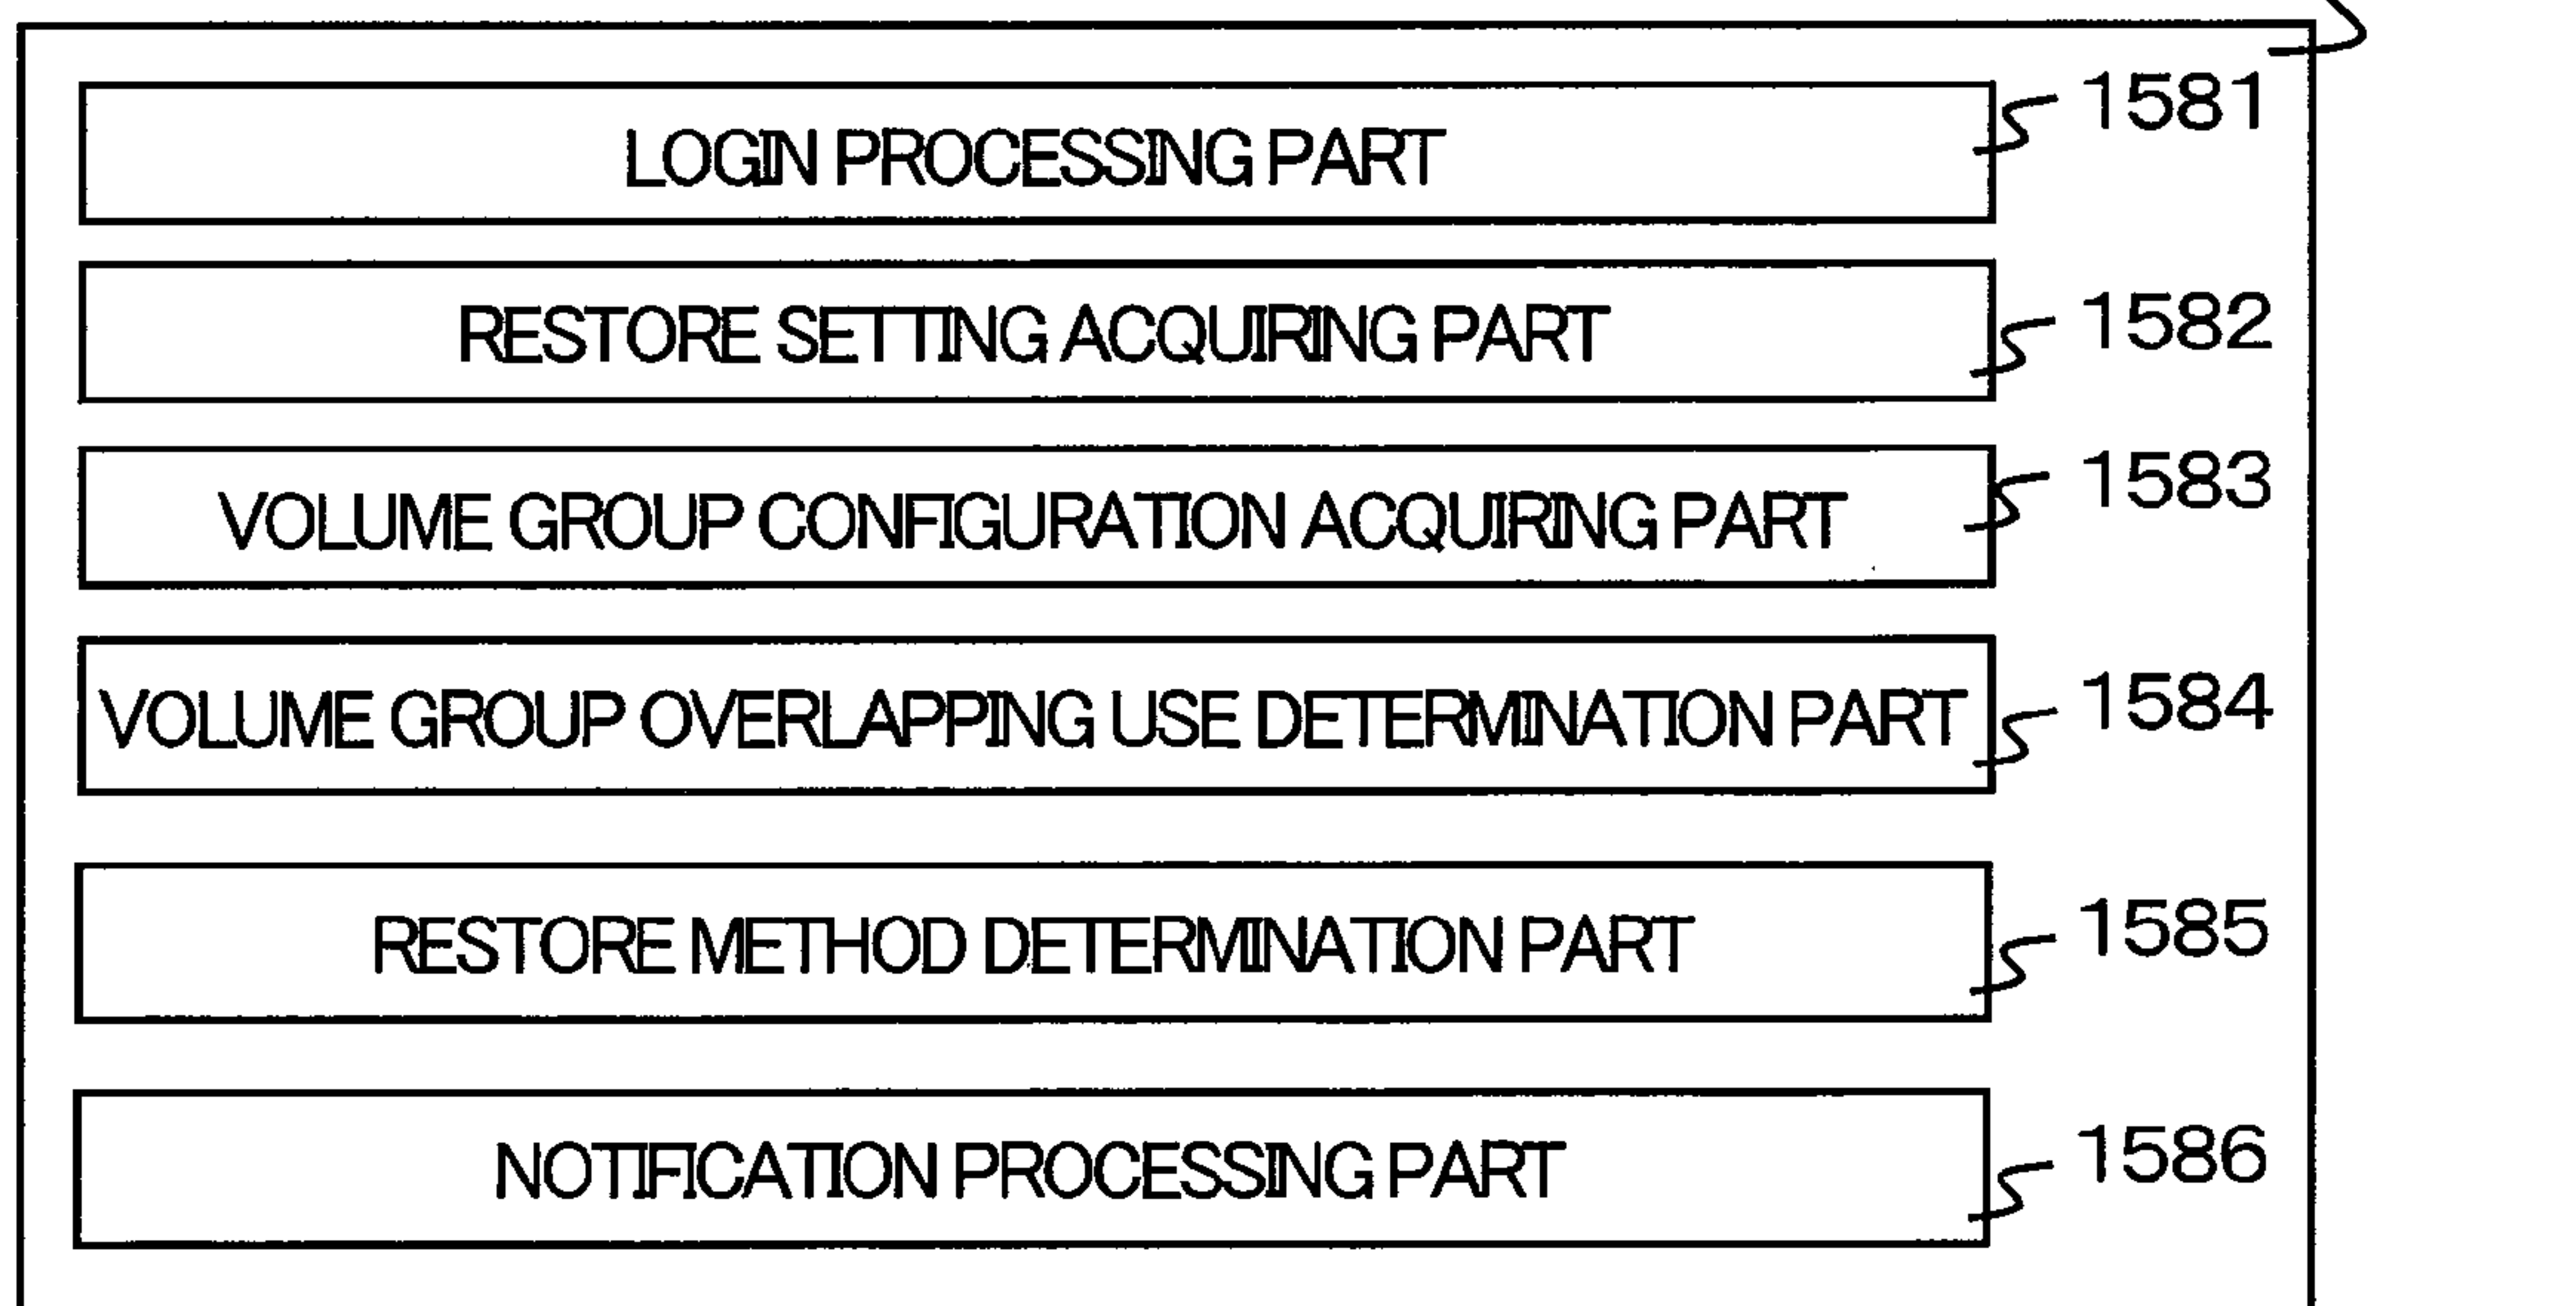 LOGIN PROCESSING PART 1581
RESTORE SETTING ACQUIRING PART 1582
VOLUME GROUP CONFIGURATION ACQUIRING PART 1583
VOLUME GROUP OVERLAPPING USE DETERMINATION PART 1584
RESTORE METHOD DETERMINATION PART 1585
NOTIFICATION PROCESSING PART 1586